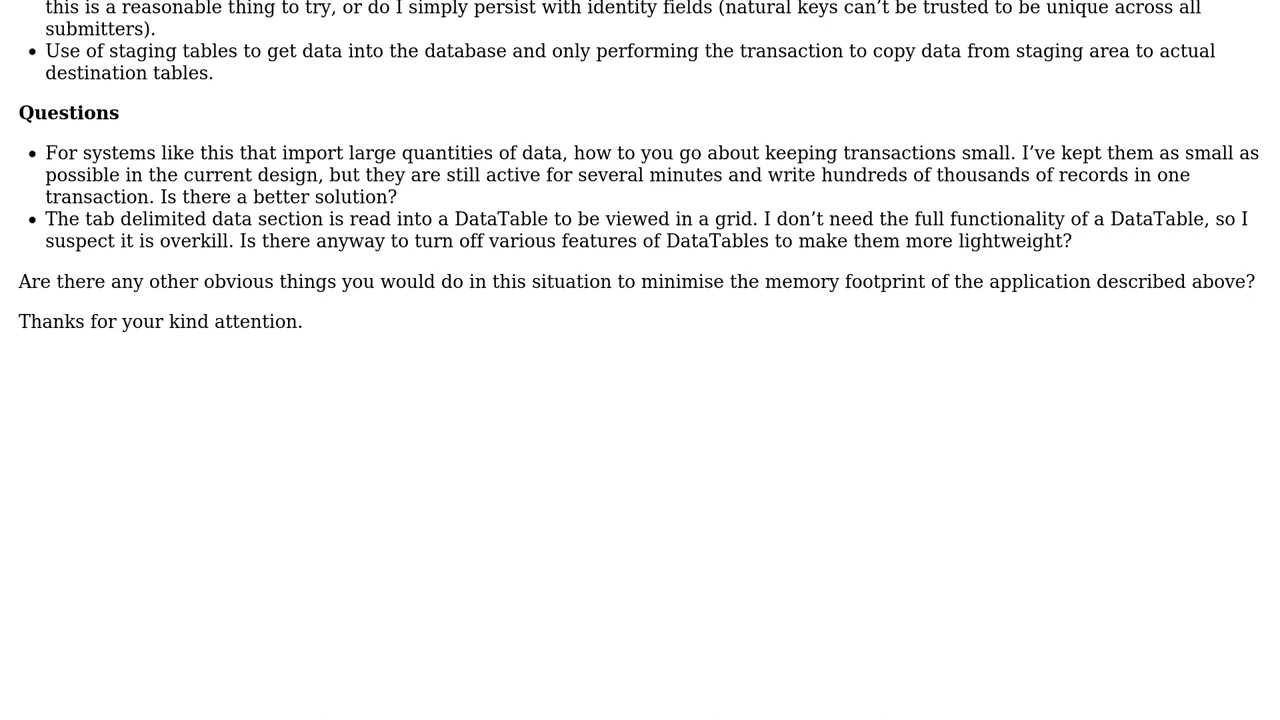 this is a reasonable thing to try, or do I simply persist with identity fields (natural keys can’t be trusted to be unique across all
submitters).
• Use of staging tables to get data into the database and only performing the transaction to copy data from staging area to actual
destination tables.
Questions
• For systems like this that import large quantities of data, how to you go about keeping transactions small. I’ve kept them as small as
possible in the current design, but they are still active for several minutes and write hundreds of thousands of records in one
transaction. Is there a better solution?
• The tab delimited data section is read into a DataTable to be viewed in a grid. I don’t need the full functionality of a DataTable, so I
suspect it is overkill. Is there anyway to turn off various features of DataTables to make them more lightweight?
Are there any other obvious things you would do in this situation to minimise the memory footprint of the application described above?
Thanks for your kind attention.